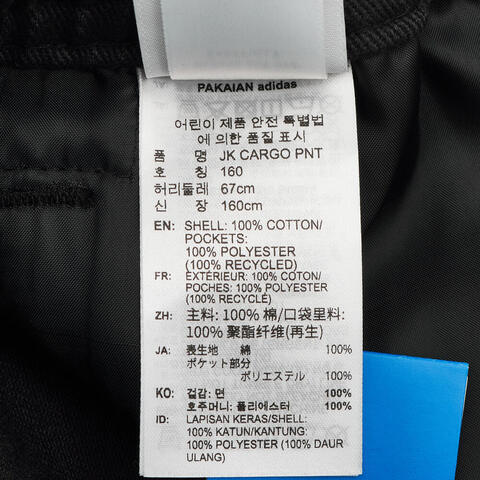 PAKAIAN adidas
어린이 제품 안전 특별법
에 의한 품질 표시
품 명 JK CARGO PNT
호 칭 160
허리둘레 67cm
신 장 160cm
EN: SHELL: 100% COTTON/
POCKETS:
100% POLYESTER
(100% RECYCLED)
FR: EXTÉRIEUR: 100% COTON/
POCHES: 100% POLYESTER
(100% RECYCLÉ)
ZH: 主料: 100% 棉/口袋里料:
100% 聚酯纤维(再生)
JA: 表生地 綿 100%
ポケット部分
ポリエステル 100%
KO: 겉감: 면 100%
호주머니: 폴리에스터 100%
ID: LAPISAN KERAS/SHELL:
100% KATUN/KANTUNG:
100% POLYESTER (100% DAUR
ULANG)